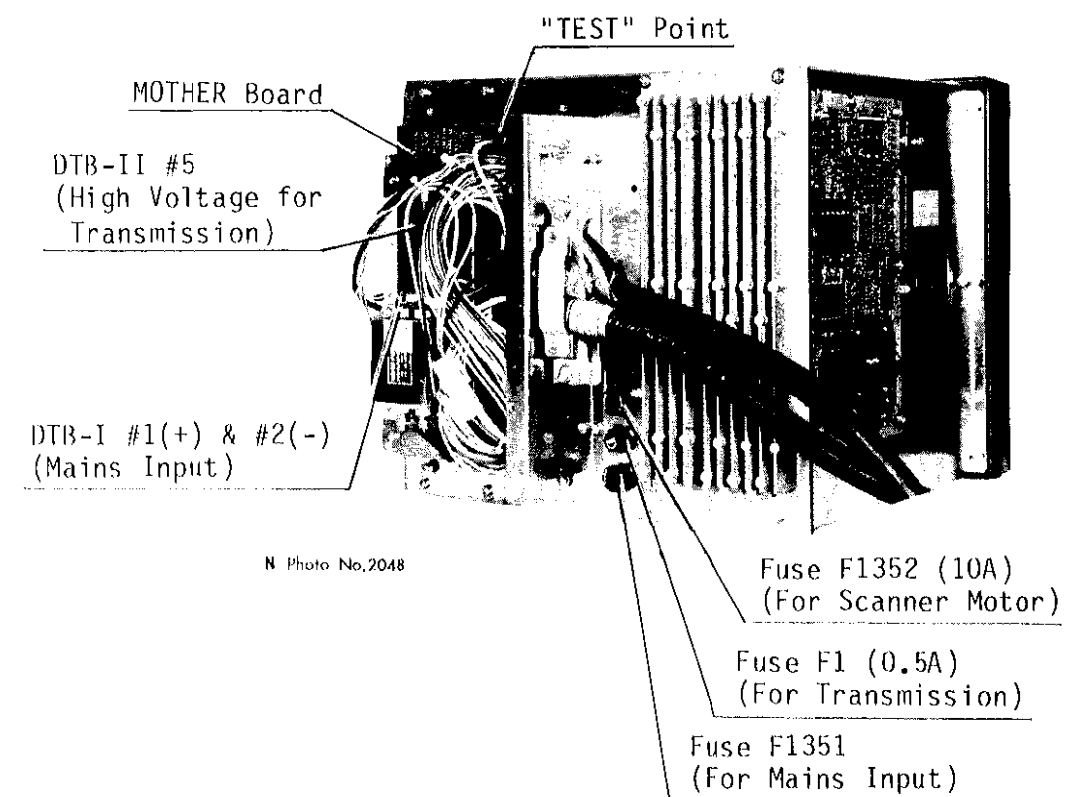 "TEST" Point
MOTHER Board
DTB-II #5
(High Voltage for
Transmission)
DTB-I #1(+) & #2(-)
(Mains Input)
N Photo No.2048
Fuse F1352 (10A)
(For Scanner Motor)
Fuse F1 (0.5A)
(For Transmission)
Fuse F1351
(For Mains Input)